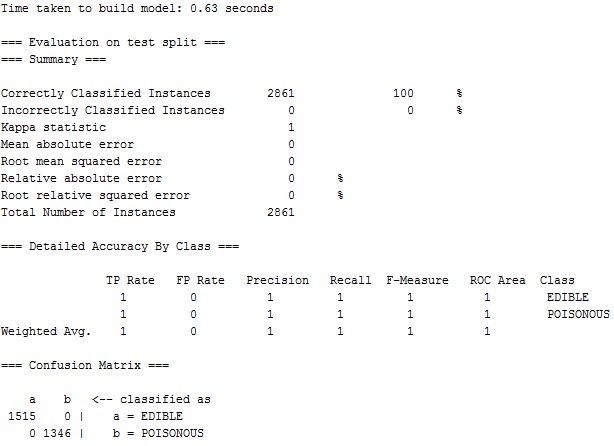 Time taken to build model: 0.63 seconds
=== Evaluation on test split ===
=== Summary ===
Correctly Classified Instances        2861              100      %
Incorrectly Classified Instances         0                0      %
Kappa statistic                          1
Mean absolute error                      0
Root mean squared error                  0
Relative absolute error                  0      %
Root relative squared error              0      %
Total Number of Instances             2861
=== Detailed Accuracy By Class ===
TP Rate   FP Rate   Precision   Recall  F-Measure   ROC Area  Class
1         0         1         1         1          1        EDIBLE
1         0         1         1         1          1        POISONOUS
Weighted Avg.    1         0         1         1         1          1
=== Confusion Matrix ===
a    b   <-- classified as
1515    0 |    a = EDIBLE
0 1346 |    b = POISONOUS